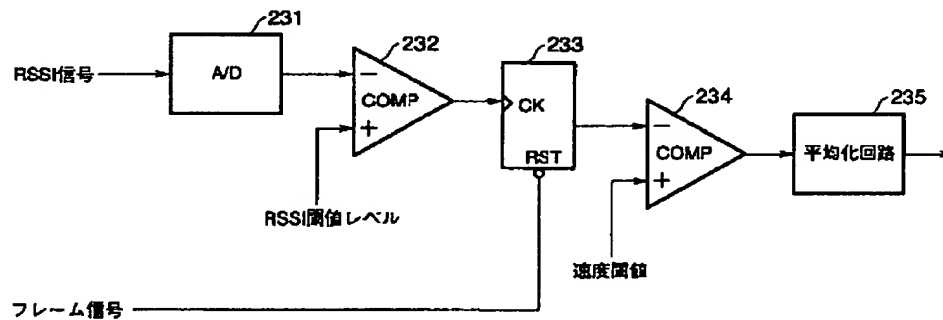 231
232
233
234
235
RSSI信号
A/D
−
COMP
+
CK
RST
−
COMP
+
平均化回路
RSSI閾値レベル
速度閾値
フレーム信号